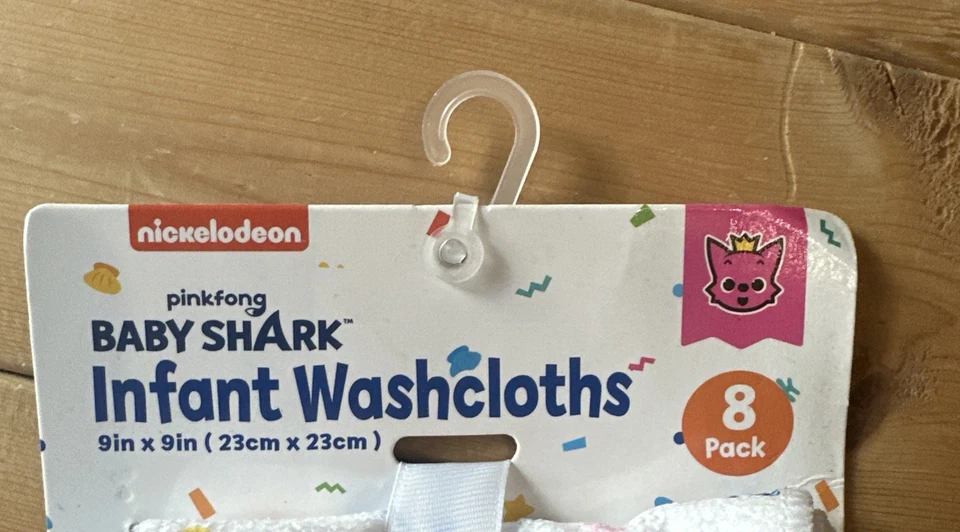 nickelodeon
pinkfong
BABY SHARK™
Infant Washcloths
9in x 9in ( 23cm x 23cm )
8
Pack